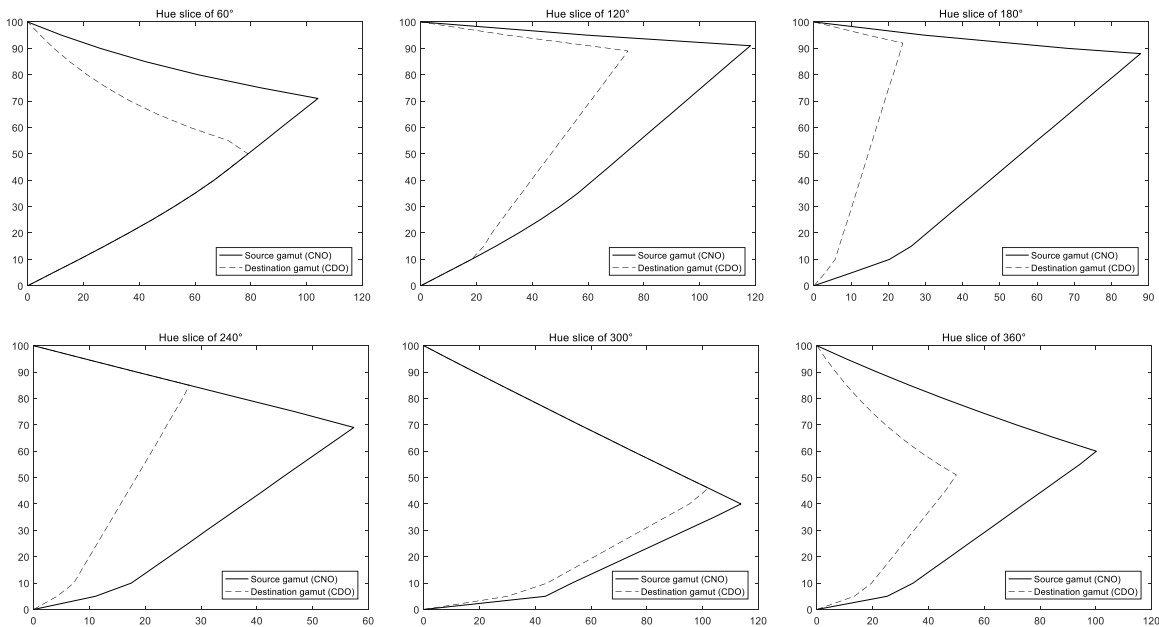 Hue slice of 60°
100
90
80
70
60
50
40
30
20
10
0
0 20 40 60 80 100 120
Source gamut (CNO)
Destination gamut (CDO)
Hue slice of 120°
100
90
80
70
60
50
40
30
20
10
0
0 20 40 60 80 100 120
Source gamut (CNO)
Destination gamut (CDO)
Hue slice of 180°
100
90
80
70
60
50
40
30
20
10
0
0 10 20 30 40 50 60 70 80 90
Source gamut (CNO)
Destination gamut (CDO)
Hue slice of 240°
100
90
80
70
60
50
40
30
20
10
0
0 10 20 30 40 50 60
Source gamut (CNO)
Destination gamut (CDO)
Hue slice of 300°
100
90
80
70
60
50
40
30
20
10
0
0 20 40 60 80 100 120
Source gamut (CNO)
Destination gamut (CDO)
Hue slice of 360°
100
90
80
70
60
50
40
30
20
10
0
0 20 40 60 80 100 120
Source gamut (CNO)
Destination gamut (CDO)